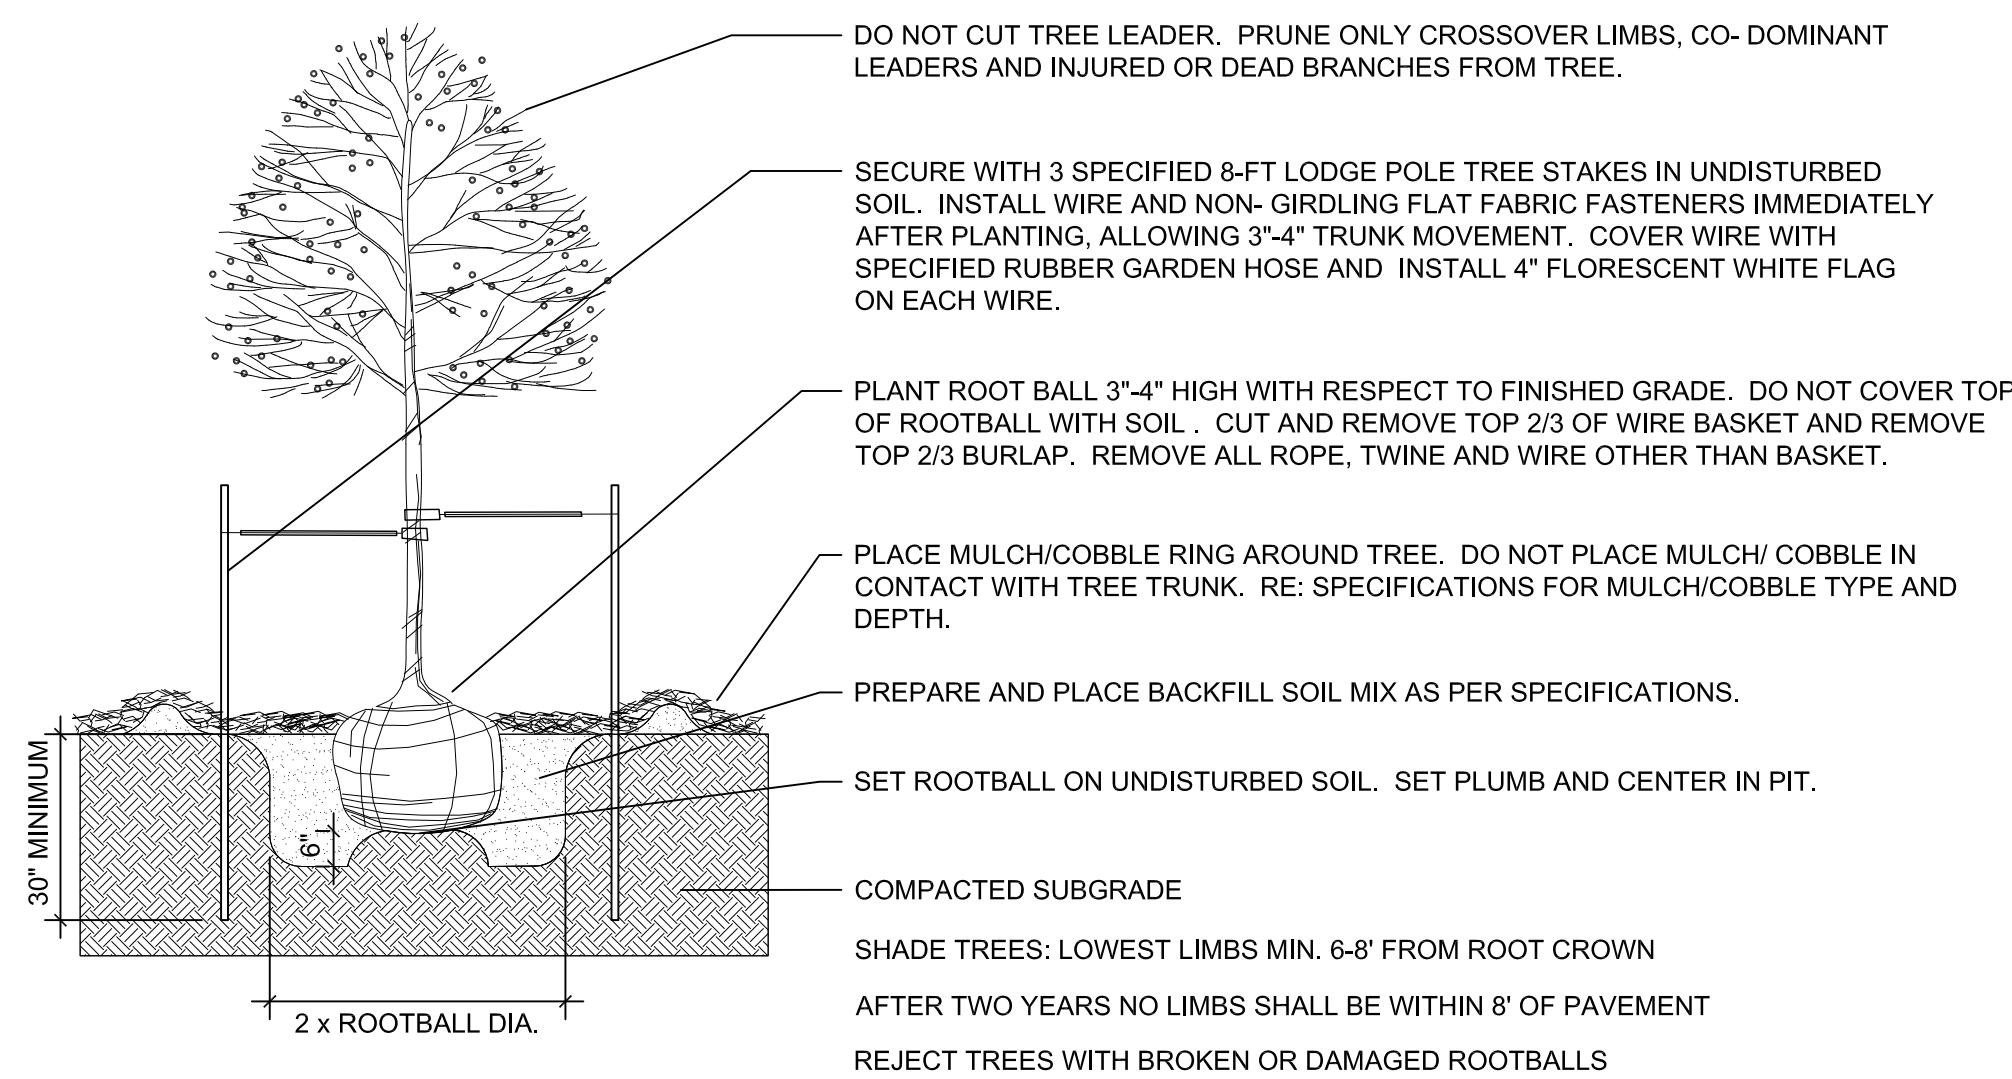 DO NOT CUT TREE LEADER. PRUNE ONLY CROSSOVER LIMBS, CO- DOMINANT
LEADERS AND INJURED OR DEAD BRANCHES FROM TREE.
SECURE WITH 3 SPECIFIED 8-FT LODGE POLE TREE STAKES IN UNDISTURBED
SOIL. INSTALL WIRE AND NON- GIRDLING FLAT FABRIC FASTENERS IMMEDIATELY
AFTER PLANTING, ALLOWING 3"-4" TRUNK MOVEMENT. COVER WIRE WITH
SPECIFIED RUBBER GARDEN HOSE AND INSTALL 4" FLORESCENT WHITE FLAG
ON EACH WIRE.
PLANT ROOT BALL 3"-4" HIGH WITH RESPECT TO FINISHED GRADE. DO NOT COVER TOP
OF ROOTBALL WITH SOIL . CUT AND REMOVE TOP 2/3 OF WIRE BASKET AND REMOVE
TOP 2/3 BURLAP. REMOVE ALL ROPE, TWINE AND WIRE OTHER THAN BASKET.
PLACE MULCH/COBBLE RING AROUND TREE. DO NOT PLACE MULCH/ COBBLE IN
CONTACT WITH TREE TRUNK. RE: SPECIFICATIONS FOR MULCH/COBBLE TYPE AND
DEPTH.
PREPARE AND PLACE BACKFILL SOIL MIX AS PER SPECIFICATIONS.
SET ROOTBALL ON UNDISTURBED SOIL. SET PLUMB AND CENTER IN PIT.
30" MINIMUM
6"
COMPACTED SUBGRADE
SHADE TREES: LOWEST LIMBS MIN. 6-8' FROM ROOT CROWN
AFTER TWO YEARS NO LIMBS SHALL BE WITHIN 8' OF PAVEMENT
2 x ROOTBALL DIA.
REJECT TREES WITH BROKEN OR DAMAGED ROOTBALLS